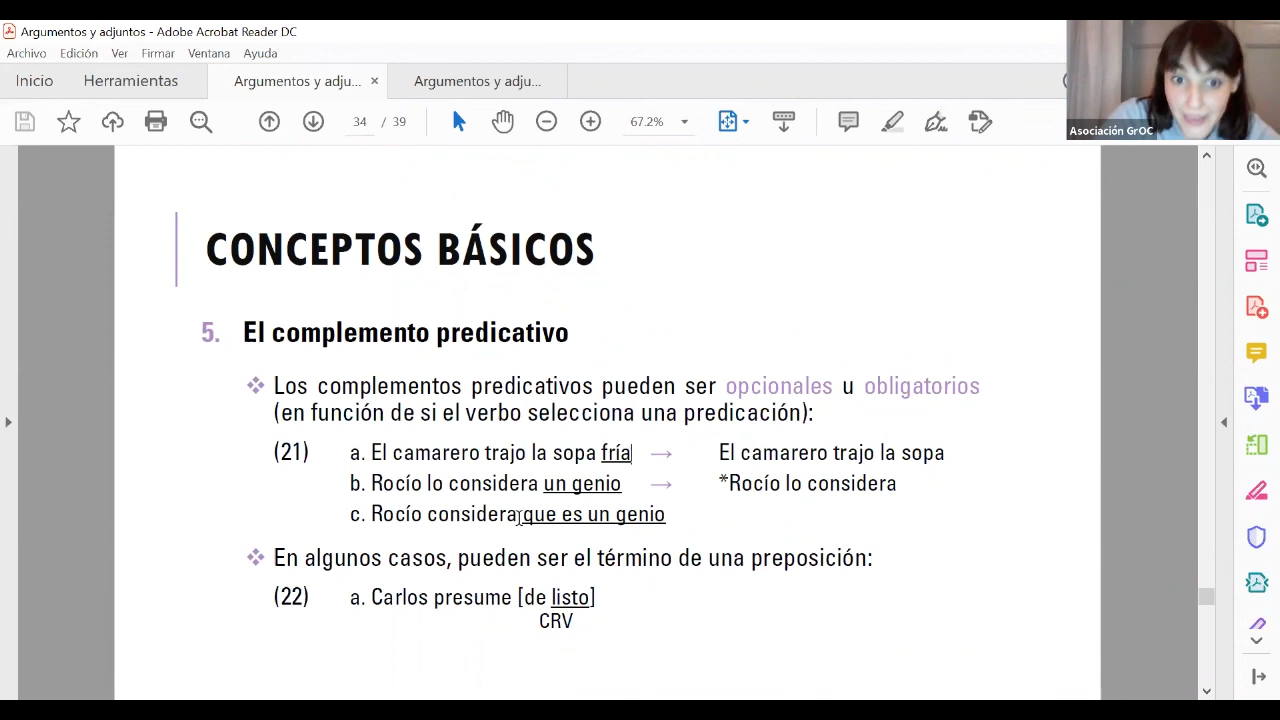 Argumentos y adjuntos - Adobe Acrobat Reader DC
Archivo Edición Ver Firmar Ventana Ayuda
Inicio Herramientas Argumentos y adju... × Argumentos y adju...
34 / 39 67.2%
Asociación GrOC
CONCEPTOS BÁSICOS
5. El complemento predicativo
Los complementos predicativos pueden ser opcionales u obligatorios
(en función de si el verbo selecciona una predicación):
(21) a. El camarero trajo la sopa fría → El camarero trajo la sopa
b. Rocío lo considera un genio → *Rocío lo considera
c. Rocío considera que es un genio
En algunos casos, pueden ser el término de una preposición:
(22) a. Carlos presume [de listo]
CRV